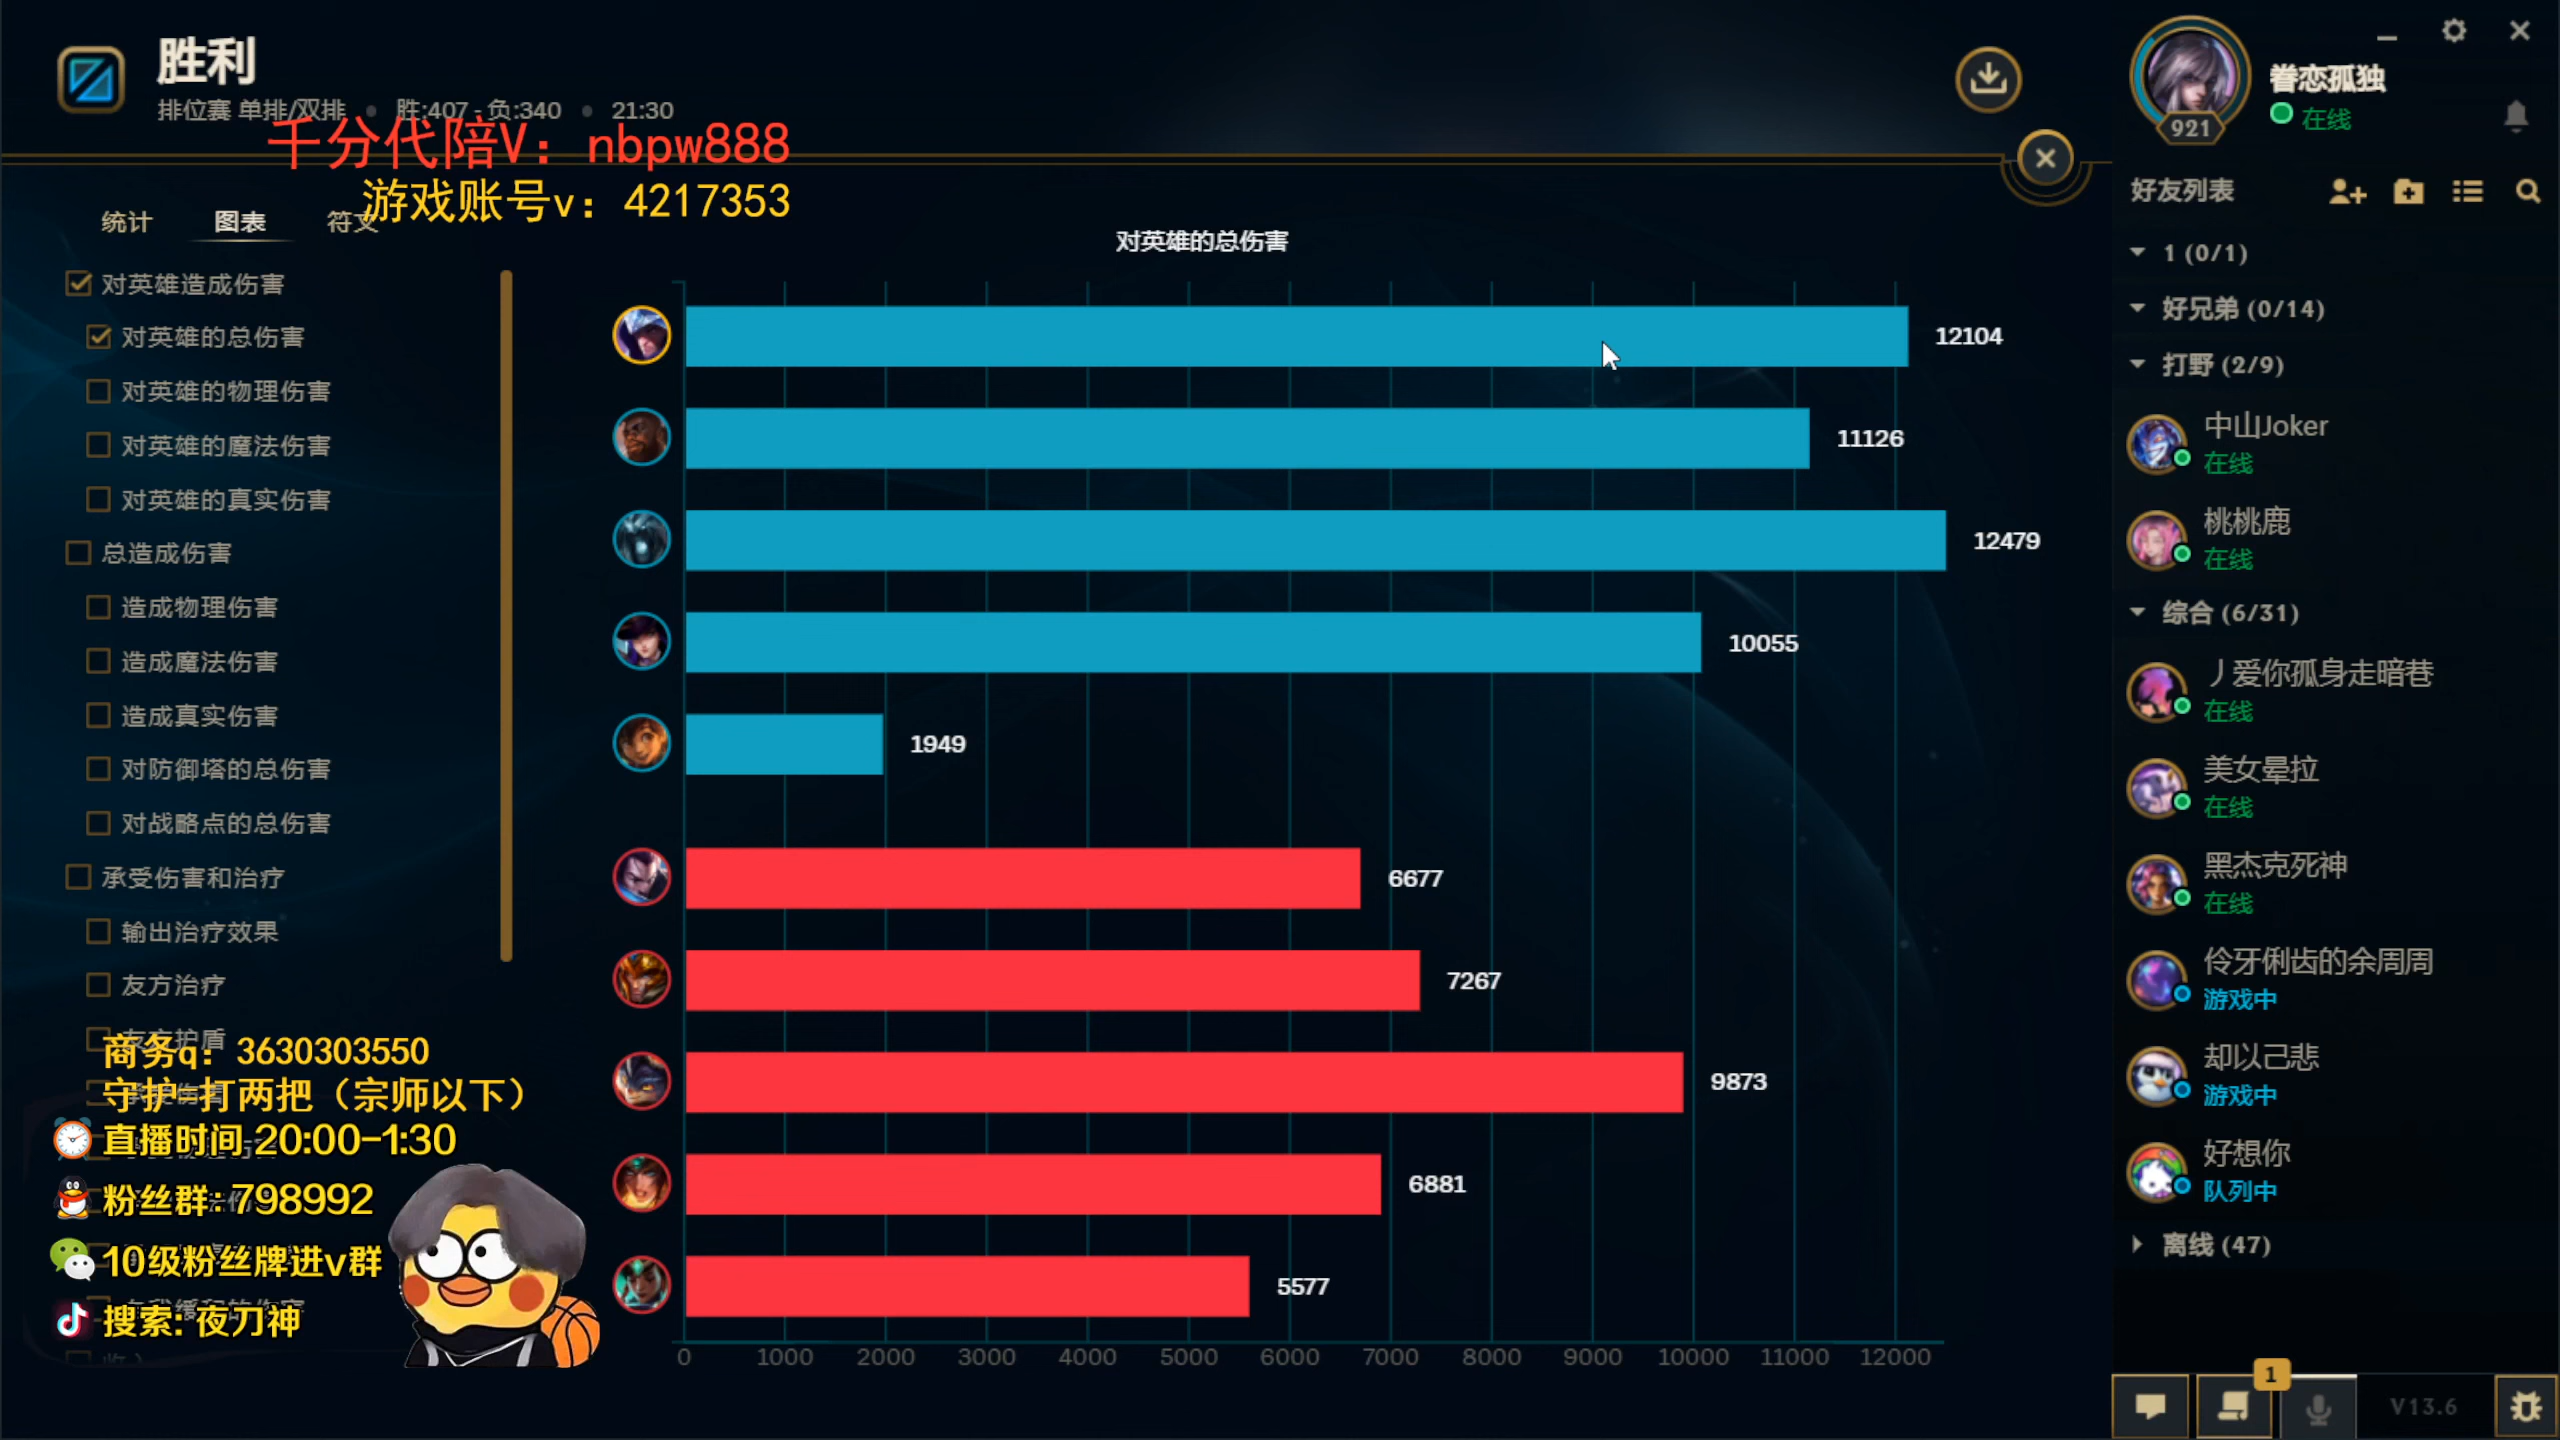 胜利
排位赛 单排/双排 • 胜:407 - 负:340 • 21:30
千分代陪V：nbpw888
游戏账号v：4217353
统计 图表 符文
对英雄造成伤害
对英雄的总伤害
对英雄的物理伤害
对英雄的魔法伤害
对英雄的真实伤害
总造成伤害
造成物理伤害
造成魔法伤害
造成真实伤害
对防御塔的总伤害
对战略点的总伤害
承受伤害和治疗
输出治疗效果
友方治疗
友方护盾
商务q：3630303550
守护一打两把（宗师以下）
直播时间 20:00-1:30
粉丝群:798992
10级粉丝牌进v群
搜索:夜刀神
对英雄的总伤害
12104
11126
12479
10055
1949
6677
7267
9873
6881
5577
0 1000 2000 3000 4000 5000 6000 7000 8000 9000 10000 11000 12000
921
眷恋孤独
在线
好友列表
1 (0/1)
好兄弟 (0/14)
打野 (2/9)
中山Joker
在线
桃桃鹿
在线
综合 (6/31)
丿爱你孤身走暗巷
在线
美女晕拉
在线
黑杰克死神
在线
伶牙俐齿的余周周
游戏中
却以己悲
游戏中
好想你
队列中
离线 (47)
1
V13.6